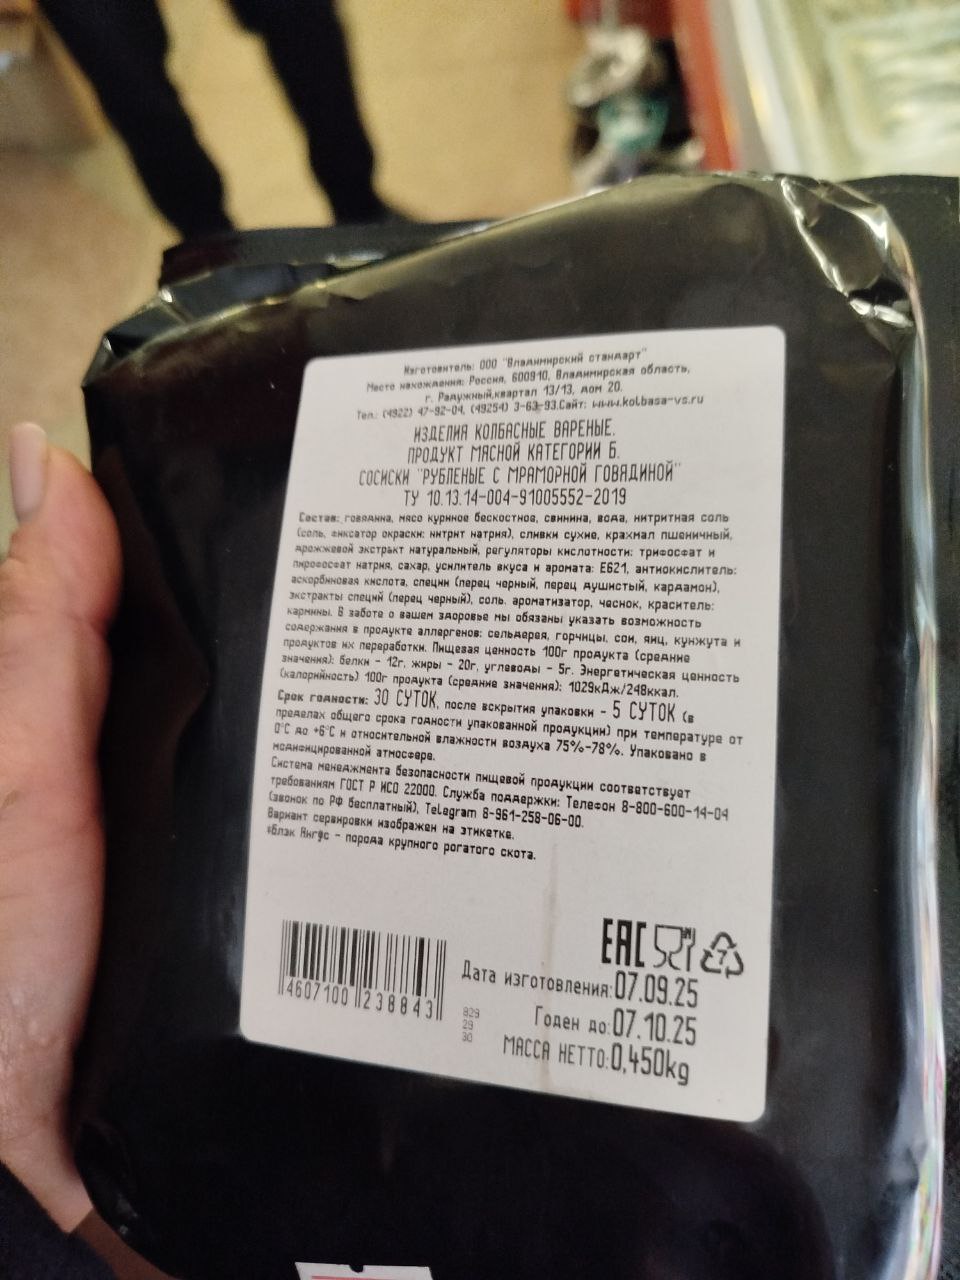 Изготовитель: ООО "Владимирский стандарт"
Место нахождения: Россия, 600910, Владимирская область,
г. Радужный,квартал 13/13, дом 20.
Тел.: (4922) 47-92-04, (49254) 3-63-93.Сайт: www.kolbasa-vs.ru
ИЗДЕЛИЯ КОЛБАСНЫЕ ВАРЕНЫЕ.
ПРОДУКТ МЯСНОЙ КАТЕГОРИИ Б.
СОСИСКИ "РУБЛЕНЫЕ С МРАМОРНОЙ ГОВЯДИНОЙ"
ТУ 10.13.14-004-91005552-2019
Состав: говядина, мясо куриное бескостное, свинина, вода, нитритная соль
(соль, фиксатор окраски: нитрит натрия), сливки сухие, крахмал пшеничный,
дрожжевой экстракт натуральный, регуляторы кислотности: трифосфат и
пирофосфат натрия, сахар, усилитель вкуса и аромата: Е621, антиокислитель:
аскорбиновая кислота, специи (перец черный, перец душистый, кардамон),
экстракты специй (перец черный), соль, ароматизатор, чеснок, краситель:
кармины. В заботе о вашем здоровье мы обязаны указать возможность
содержания в продукте аллергенов: сельдерея, горчицы, сои, яиц, кунжута и
продуктов их переработки. Пищевая ценность 100г продукта (средние
значения): белки - 12г, жиры - 20г, углеводы - 5г. Энергетическая ценность
(калорийность) 100г продукта (средние значения): 1029кДж/248ккал.
Срок годности: 30 СУТОК, после вскрытия упаковки - 5 СУТОК (в
пределах общего срока годности упакованной продукции) при температуре от
0°С до +6°С и относительной влажности воздуха 75%-78%. Упаковано в
модифицированной атмосфере.
Система менеджмента безопасности пищевой продукции соответствует
требованиям ГОСТ Р ИСО 22000. Служба поддержки: Телефон 8-800-600-14-04
(звонок по РФ бесплатный), Telegram 8-961-258-06-00.
Вариант сервировки изображен на этикетке.
*Блэк Ангус - порода крупного рогатого скота.
EAC
7
4607100 238843
829
29
30
Дата изготовления:07.09.25
Годен до:07.10.25
МАССА НЕТТО:0,450kg